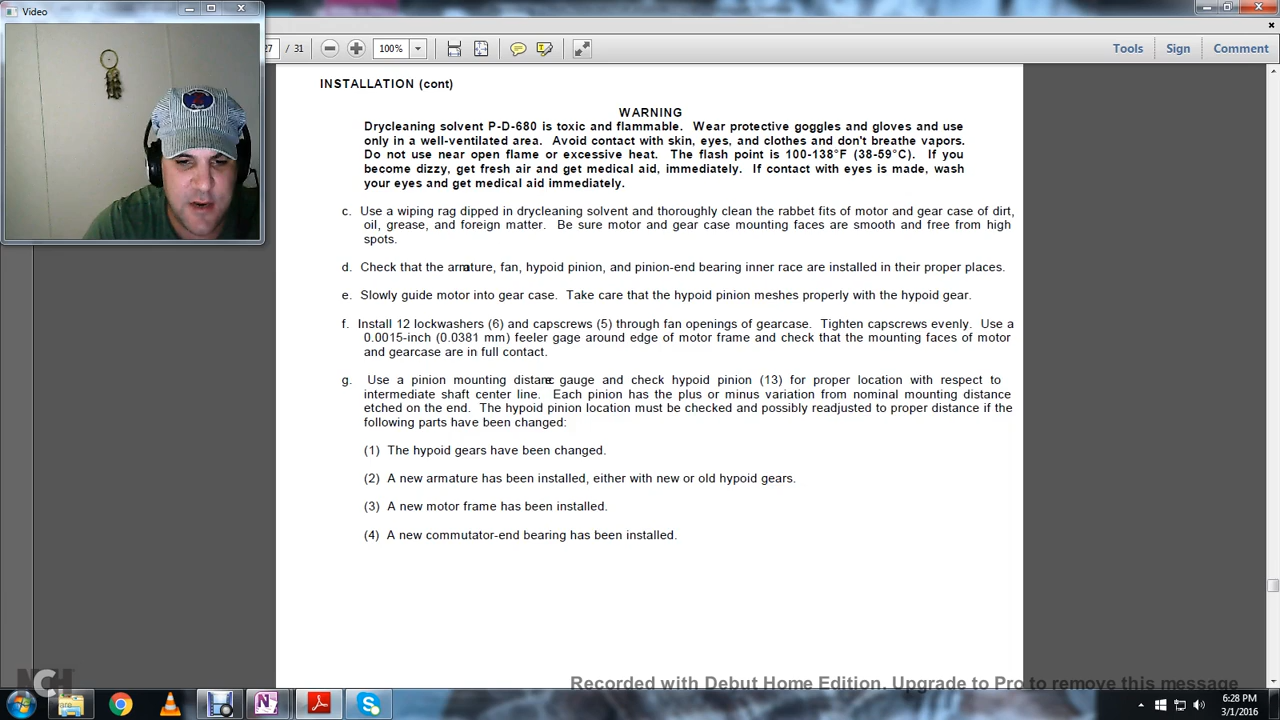 Video
27 / 31
100%
Tools
Sign
Comment
INSTALLATION (cont)
WARNING
Drycleaning solvent P-D-680 is toxic and flammable. Wear protective goggles and gloves and use
only in a well-ventilated area. Avoid contact with skin, eyes, and clothes and don't breathe vapors.
Do not use near open flame or excessive heat. The flash point is 100-138°F (38-59°C). If you
become dizzy, get fresh air and get medical aid, immediately. If contact with eyes is made, wash
your eyes and get medical aid immediately.
c. Use a wiping rag dipped in drycleaning solvent and thoroughly clean the rabbet fits of motor and gear case of dirt,
oil, grease, and foreign matter. Be sure motor and gear case mounting faces are smooth and free from high
spots.
d. Check that the armature, fan, hypoid pinion, and pinion-end bearing inner race are installed in their proper places.
e. Slowly guide motor into gear case. Take care that the hypoid pinion meshes properly with the hypoid gear.
f. Install 12 lockwashers (6) and capscrews (5) through fan openings of gearcase. Tighten capscrews evenly. Use a
0.0015-inch (0.0381 mm) feeler gage around edge of motor frame and check that the mounting faces of motor
and gearcase are in full contact.
g. Use a pinion mounting distance gauge and check hypoid pinion (13) for proper location with respect to
intermediate shaft center line. Each pinion has the plus or minus variation from nominal mounting distance
etched on the end. The hypoid pinion location must be checked and possibly readjusted to proper distance if the
following parts have been changed:
(1) The hypoid gears have been changed.
(2) A new armature has been installed, either with new or old hypoid gears.
(3) A new motor frame has been installed.
(4) A new commutator-end bearing has been installed.
Recorded with Debut Home Edition. Upgrade to Pro to remove this message
NCH
6:28 PM
3/1/2016